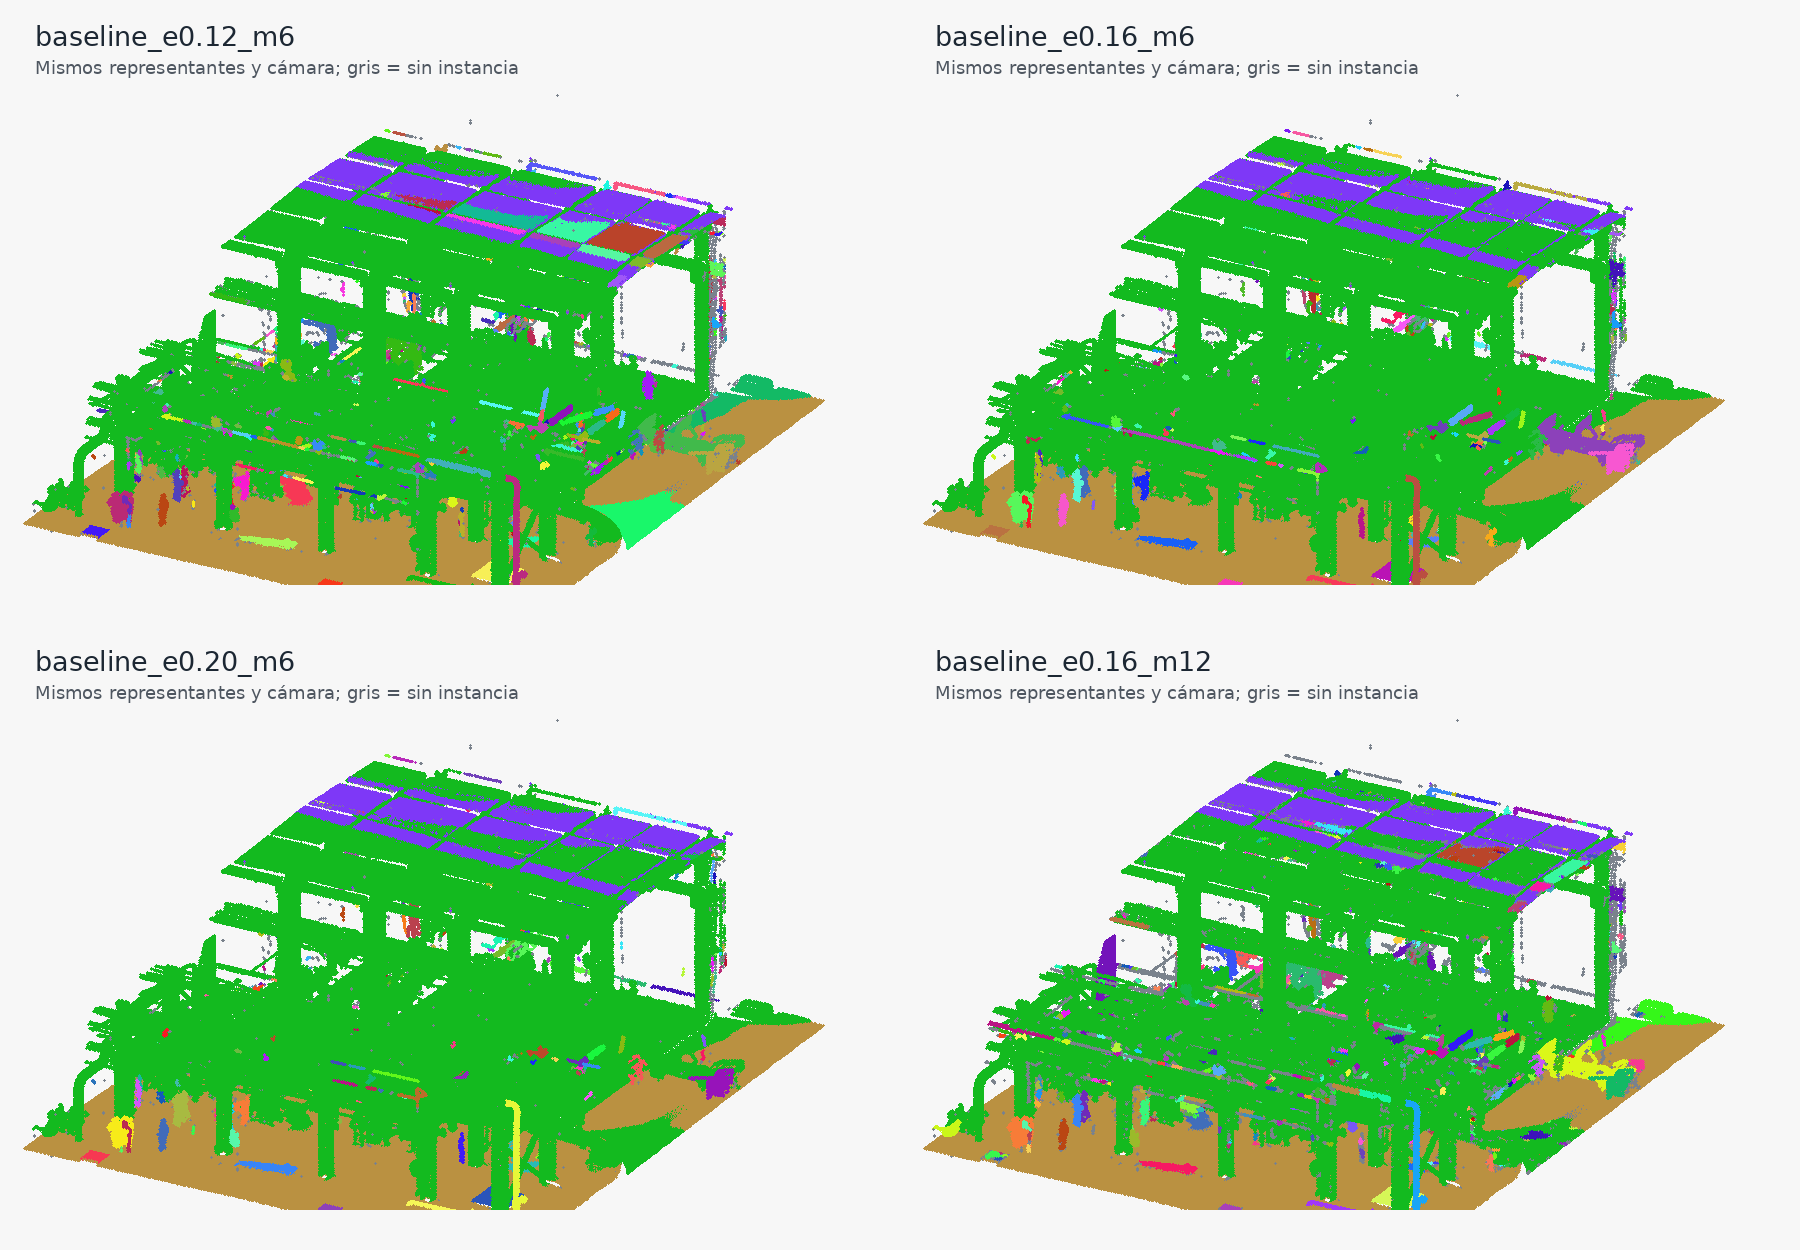 baseline_e0.12_m6
Mismos representantes y cámara; gris = sin instancia
baseline_e0.16_m6
Mismos representantes y cámara; gris = sin instancia
baseline_e0.20_m6
Mismos representantes y cámara; gris = sin instancia
baseline_e0.16_m12
Mismos representantes y cámara; gris = sin instancia